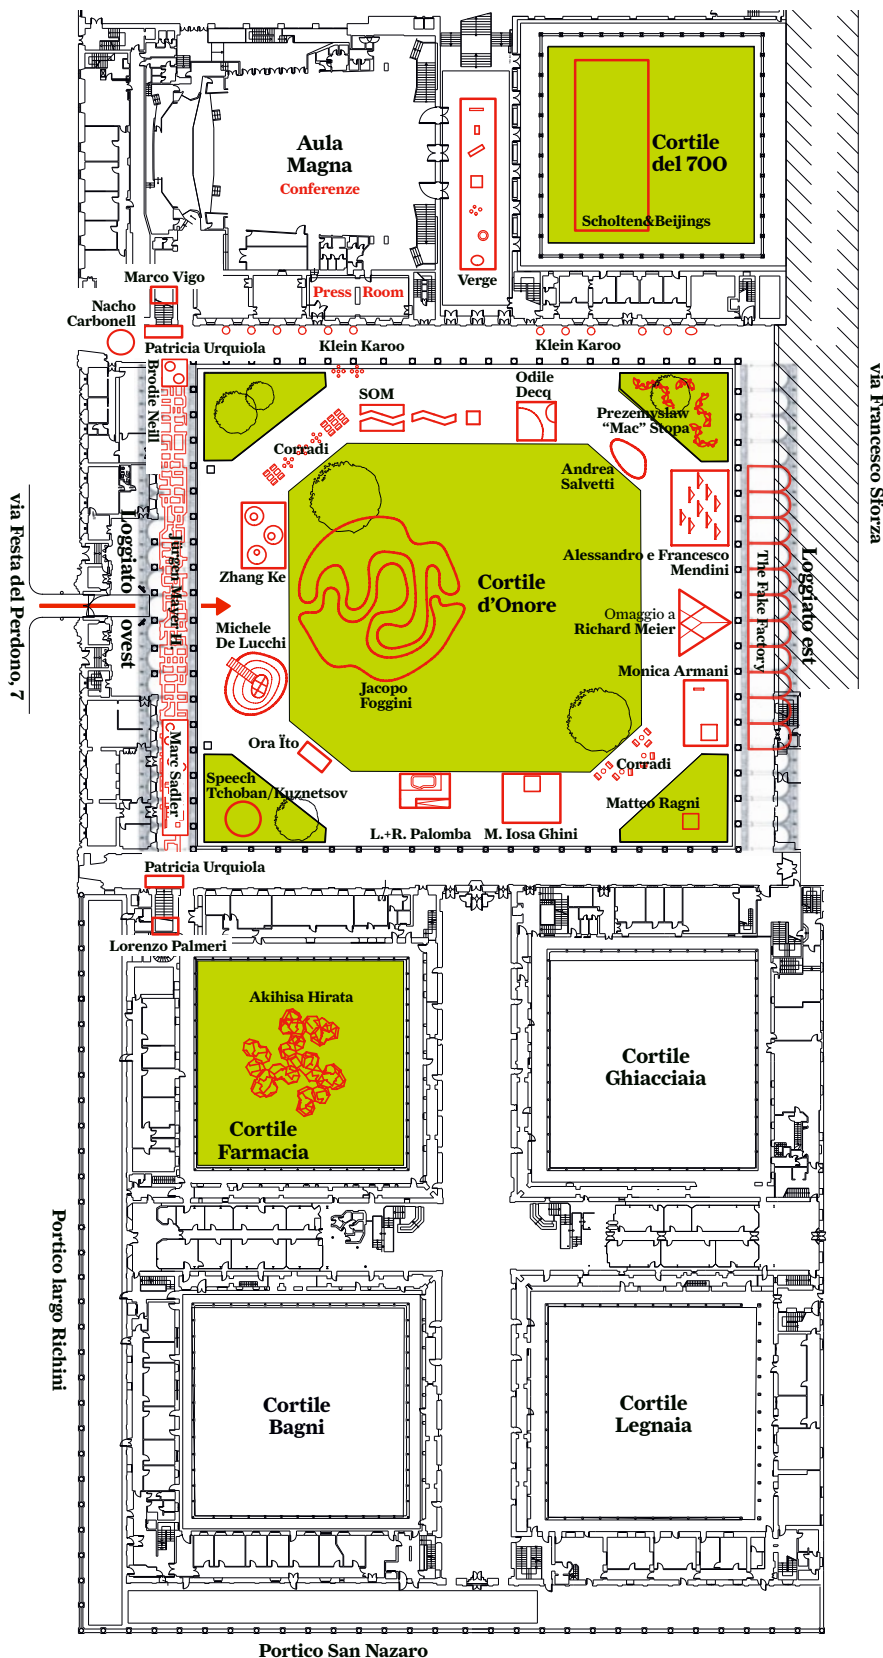 Aula
Magna
Conferenze
Cortile
del 700
Scholten&Beijings
Verge
Marco Vigo
Press Room
Nacho
Carbonell
Patricia Urquiola
Klein Karoo
Klein Karoo
via Francesco Sforza
Brodie Neill
SOM
Odile
Decq
Prezemyslaw
“Mac” Stopa
Corradi
Andrea
Salvetti
via Festa del Perdono, 7
Loggiato ovest
Jürgen Mayer H.
Zhang Ke
Cortile
d’Onore
Alessandro e Francesco
Mendini
The Fake Factory
Loggiato est
Omaggio a
Richard Meier
Michele
De Lucchi
Jacopo
Foggini
Monica Armani
Marc Sadler
Ora Ïto
Corradi
Speech
Tchoban/Kuznetsov
Matteo Ragni
L.+R. Palomba
M. Iosa Ghini
Patricia Urquiola
Lorenzo Palmeri
Akihisa Hirata
Cortile
Farmacia
Cortile
Ghiacciaia
Portico largo Richini
Cortile
Bagni
Cortile
Legnaia
Portico San Nazaro